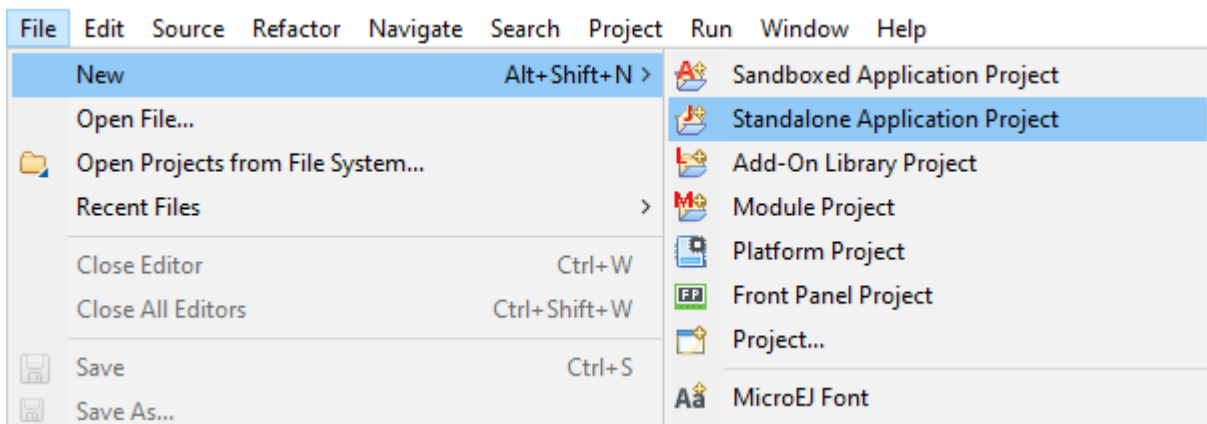 File Edit Source Refactor Navigate Search Project Run Window Help
New Alt+Shift+N >
Open File...
Open Projects from File System...
Recent Files >
Close Editor Ctrl+W
Close All Editors Ctrl+Shift+W
Save Ctrl+S
Save As...
Sandboxed Application Project
Standalone Application Project
Add-On Library Project
Module Project
Platform Project
FP Front Panel Project
Project...
Aa MicroEJ Font